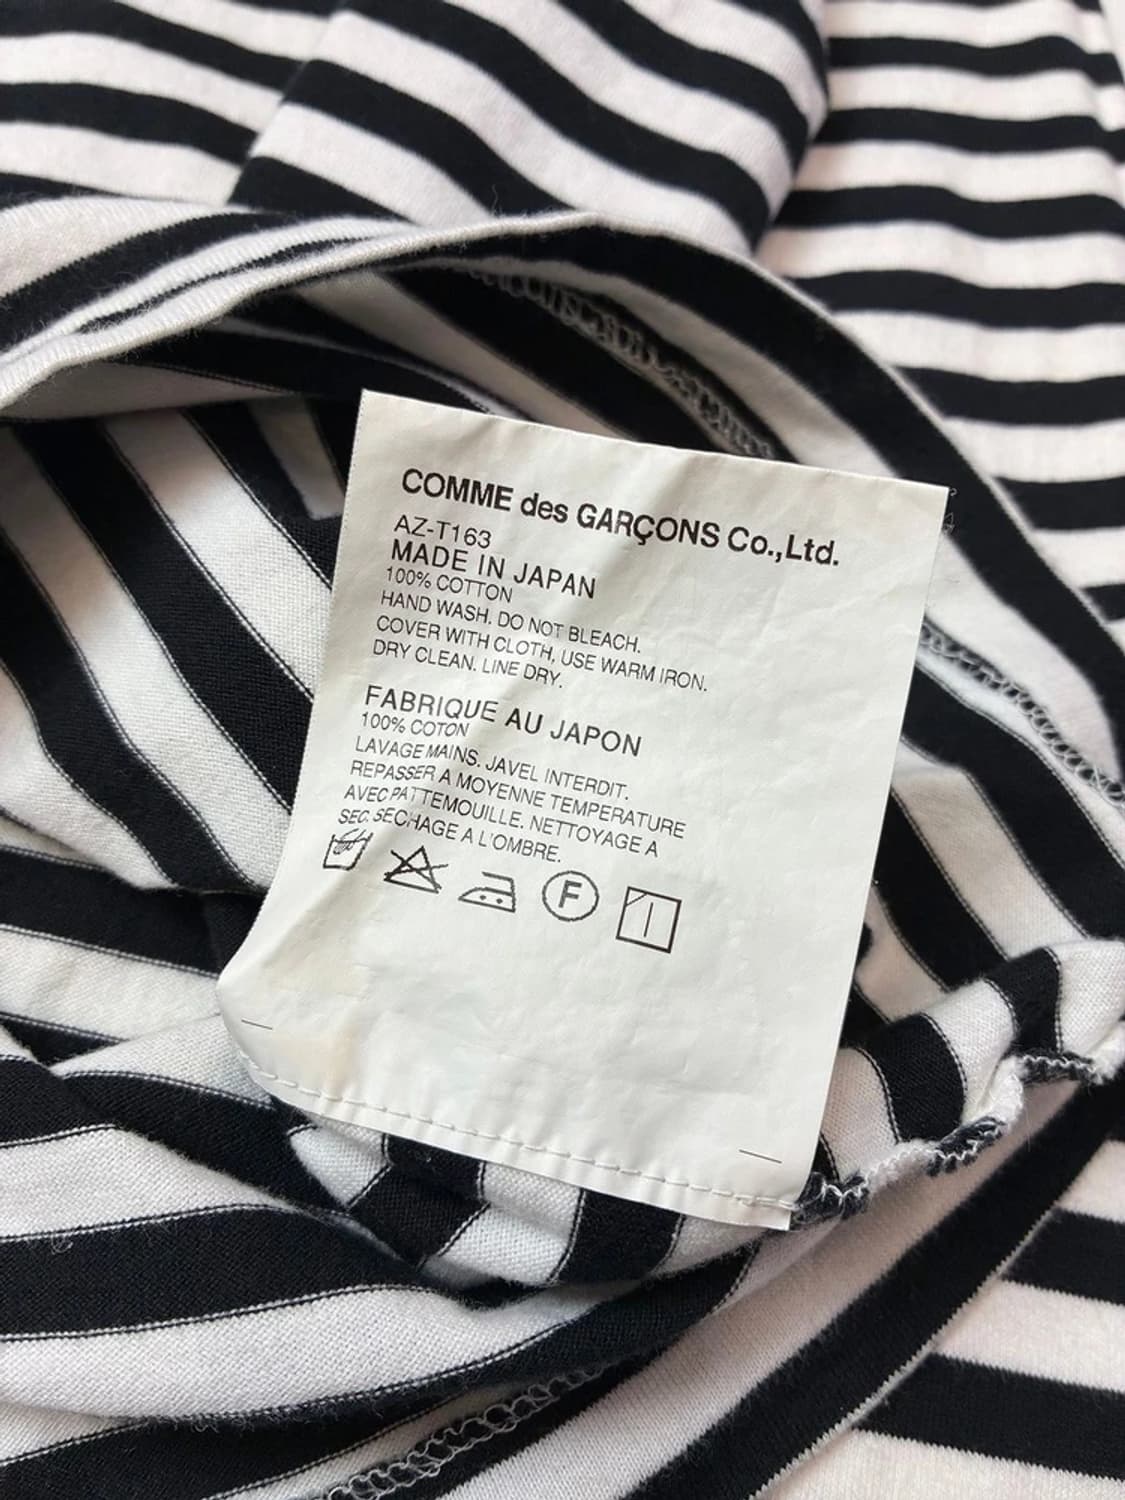 COMME des GARÇONS Co.,Ltd.
AZ-T163
MADE IN JAPAN
100% COTTON
HAND WASH. DO NOT BLEACH.
COVER WITH CLOTH, USE WARM IRON.
DRY CLEAN. LINE DRY.
FABRIQUE AU JAPON
100% COTON
LAVAGE MAINS. JAVEL INTERDIT.
REPASSER A MOYENNE TEMPERATURE
AVEC PATTEMOUILLE. NETTOYAGE A
SEC. SECHAGE A L'OMBRE.
F